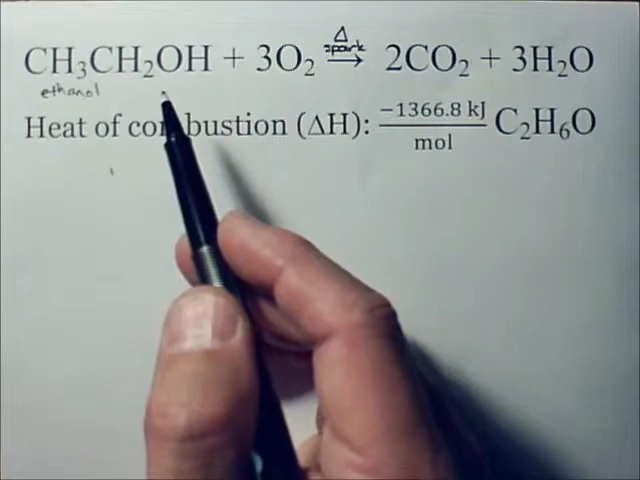 CH₃CH₂OH + 3O₂ Δ spark → 2CO₂ + 3H₂O
ethanol
Heat of combustion (ΔH): −1366.8 kJ/mol C₂H₆O